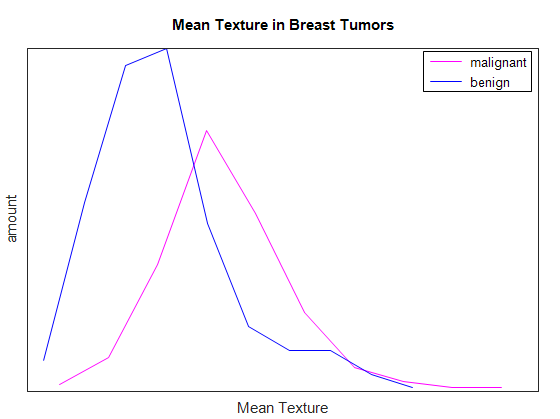 Mean Texture in Breast Tumors
malignant
benign
amount
Mean Texture